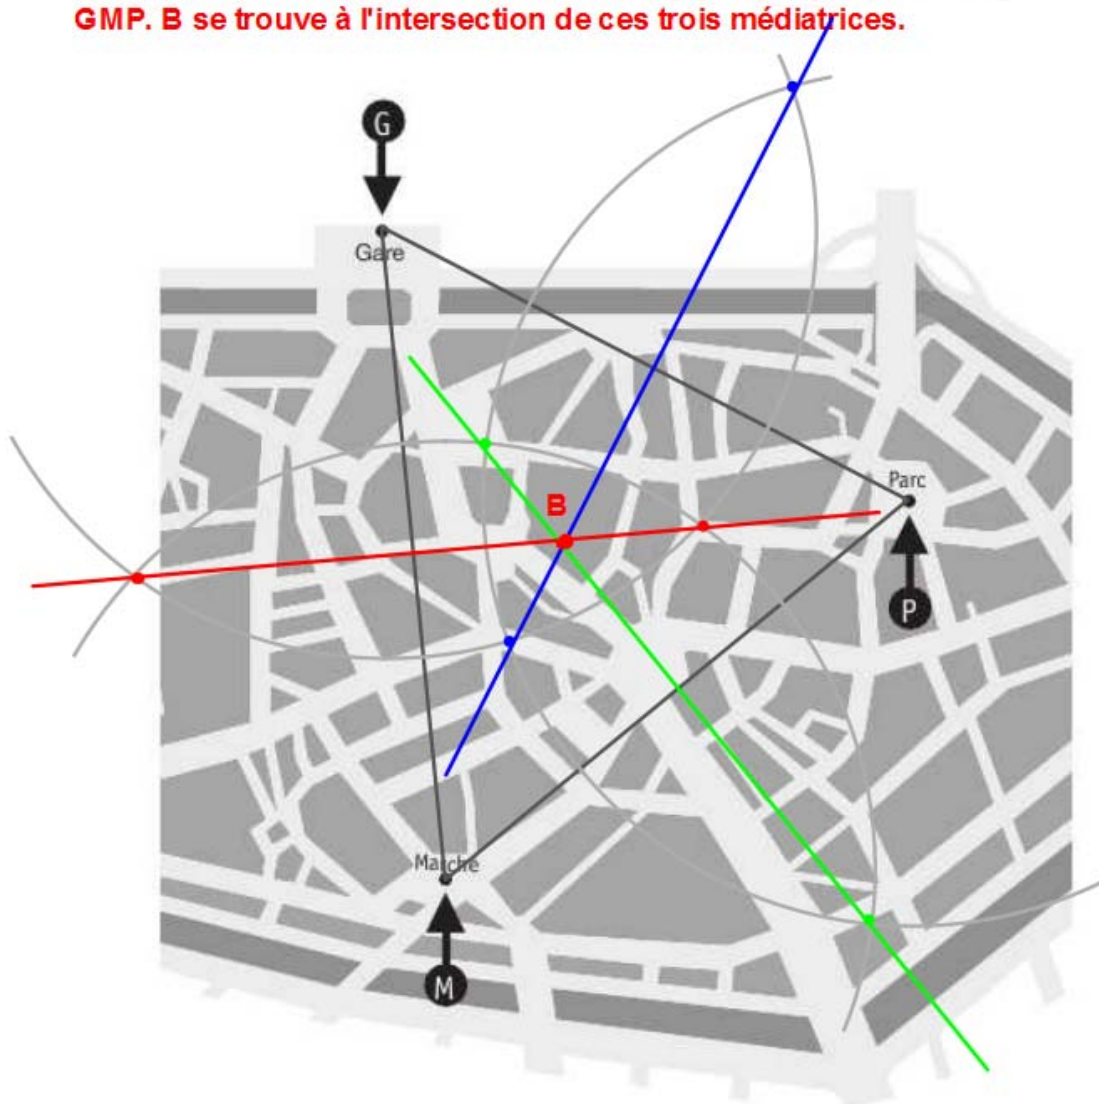 GMP. B se trouve à l'intersection de ces trois médiatrices.
G
Gare
Parc
B
P
Marché
M